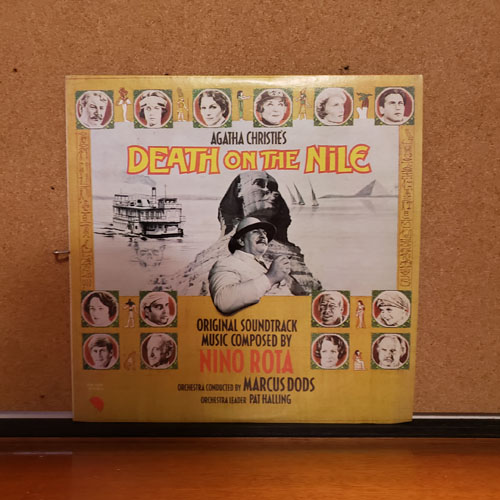 AGATHA CHRISTIE'S
DEATH ON THE NILE
ORIGINAL SOUNDTRACK
MUSIC COMPOSED BY
NINO ROTA
ORCHESTRA CONDUCTED BY MARCUS DODS
ORCHESTRA LEADER PAT HALLING